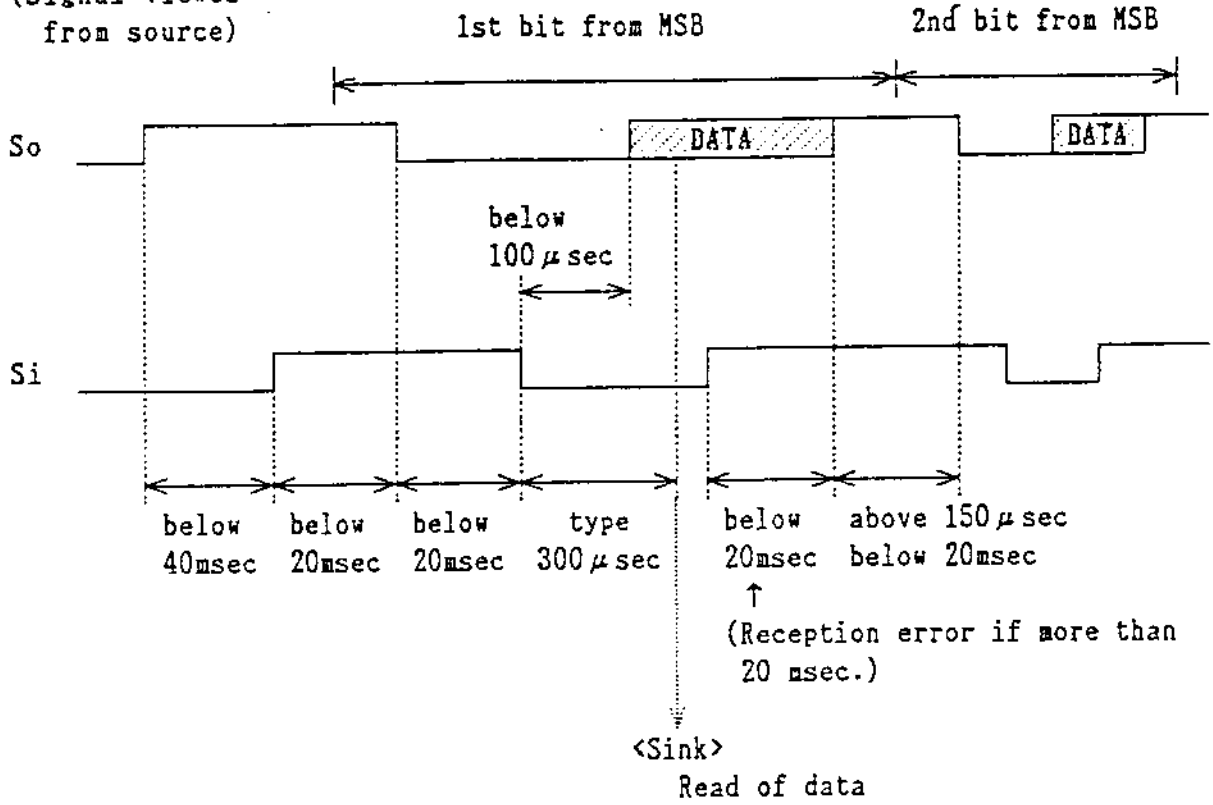 from source)
1st bit from MSB
2nd bit from MSB
So
DATA
DATA
below
100 μ sec
Si
below
40msec
below
20msec
below
20msec
type
300 μ sec
below
20msec
above 150 μ sec
below 20msec
↑
(Reception error if more than
20 msec.)
<Sink>
Read of data